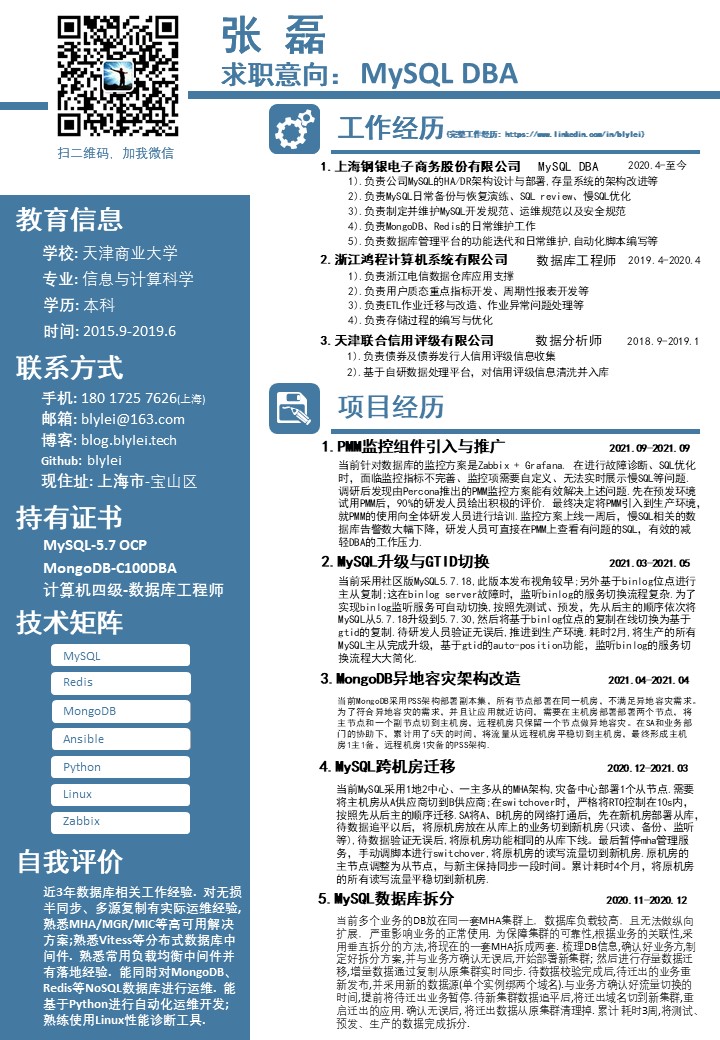 张 磊
求职意向： MySQL DBA
扫二维码，加我微信
教育信息
学校: 天津商业大学
专业: 信息与计算科学
学历: 本科
时间: 2015.9-2019.6
联系方式
手机: 180 1725 7626(上海)
邮箱: blylei@163.com
博客: blog.blylei.tech
Github: blylei
现住址: 上海市-宝山区
持有证书
MySQL-5.7 OCP
MongoDB-C100DBA
计算机四级-数据库工程师
技术矩阵
MySQL
Redis
MongoDB
Ansible
Python
Linux
Zabbix
自我评价
近3年数据库相关工作经验. 对无损
半同步、多源复制有实际运维经验,
熟悉MHA/MGR/MIC等高可用解决
方案;熟悉Vitess等分布式数据库中
间件. 熟悉常用负载均衡中间件并
有落地经验. 能同时对MongoDB、
Redis等NoSQL数据库进行运维. 能
基于Python进行自动化运维开发;
熟练使用Linux性能诊断工具.
工作经历(完整工作经历: https://www.linkedin.com/in/blylei)
1. 上海钢银电子商务股份有限公司 MySQL DBA 2020.4-至今
1).负责公司MySQL的HA/DR架构设计与部署,存量系统的架构改进等
2).负责MySQL日常备份与恢复演练、SQL review、慢SQL优化
3).负责制定并维护MySQL开发规范、运维规范以及安全规范
4).负责MongoDB、Redis的日常维护工作
5).负责数据库管理平台的功能迭代和日常维护,自动化脚本编写等
2. 浙江鸿程计算机系统有限公司 数据库工程师 2019.4-2020.4
1).负责浙江电信数据仓库应用支撑
2).负责用户质态重点指标开发、周期性报表开发等
3).负责ETL作业迁移与改造、作业异常问题处理等
4).负责存储过程的编写与优化
3. 天津联合信用评级有限公司 数据分析师 2018.9-2019.1
1).负责债券及债券发行人信用评级信息收集
2).基于自研数据处理平台，对信用评级信息清洗并入库
项目经历
1. PMM监控组件引入与推广 2021.09-2021.09
当前针对数据库的监控方案是Zabbix + Grafana. 在进行故障诊断、SQL优化
时，面临监控指标不完善、监控项需要自定义、无法实时展示慢SQL等问题.
调研后发现由Percona推出的PMM监控方案能有效解决上述问题.先在预发环境
试用PMM后，90%的研发人员给出积极的评价. 最终决定将PMM引入到生产环境,
就PMM的使用向全体研发人员进行培训.监控方案上线一周后，慢SQL相关的数
据库告警数大幅下降，研发人员可直接在PMM上查看有问题的SQL，有效的减
轻DBA的工作压力.
2. MySQL升级与GTID切换 2021.03-2021.05
当前采用社区版MySQL5.7.18,此版本发布视角较早;另外基于binlog位点进行
主从复制;这在binlog server故障时，监听binlog的服务切换流程复杂.为了
实现binlog监听服务可自动切换,按照先测试、预发，先从后主的顺序依次将
MySQL从5.7.18升级到5.7.30,然后将基于binlog位点的复制在线切换为基于
gtid的复制.待研发人员验证无误后,推进到生产环境.耗时2月,将生产的所有
MySQL主从完成升级，基于gtid的auto-position功能，监听binlog的服务切
换流程大大简化.
3. MongoDB异地容灾架构改造 2021.04-2021.04
当前MongoDB采用PSS架构部署副本集，所有节点部署在同一机房，不满足异地容灾需求。
为了符合异地容灾的需求，并且让应用就近访问，需要在主机房部署部署两个节点，将
主节点和一个副节点切到主机房，远程机房只保留一个节点做异地容灾。在SA和业务部
门的协助下，累计用了5天的时间，将流量从远程机房平稳切到主机房，最终形成主机
房1主1备，远程机房1灾备的PSS架构.
4. MySQL跨机房迁移 2020.12-2021.03
当前MySQL采用1地2中心、一主多从的MHA架构,灾备中心部署1个从节点.需要
将主机房从A供应商切到B供应商;在switchover时，严格将RTO控制在10s内,
按照先从后主的顺序迁移.SA将A、B机房的网络打通后，先在新机房部署从库,
待数据追平以后，将原机房放在从库上的业务切到新机房(只读、备份、监听
等),待数据验证无误后,将原机房功能相同的从库下线。最后暂停mha管理服
务，手动调脚本进行switchover,将原机房的读写流量切到新机房.原机房的
主节点调整为从节点，与新主保持同步一段时间。累计耗时4个月，将原机房
的所有读写流量平稳切到新机房.
5. MySQL数据库拆分 2020.11-2020.12
当前多个业务的DB放在同一套MHA集群上. 数据库负载较高. 且无法做纵向
扩展. 严重影响业务的正常使用. 为保障集群的可靠性,根据业务的关联性,采
用垂直拆分的方法,将现在的一套MHA拆成两套.梳理DB信息,确认好业务方,制
定好拆分方案,并与业务方确认无误后,开始部署新集群; 然后进行存量数据迁
移,增量数据通过复制从原集群实时同步.待数据校验完成后,待迁出的业务重
新发布,并采用新的数据源(单个实例绑两个域名).与业务方确认好流量切换的
时间,提前将待迁出业务暂停.待新集群数据追平后,将迁出域名切到新集群,重
启迁出的应用.确认无误后,将迁出数据从原集群清理掉.累计耗时3周,将测试、
预发、生产的数据完成拆分.